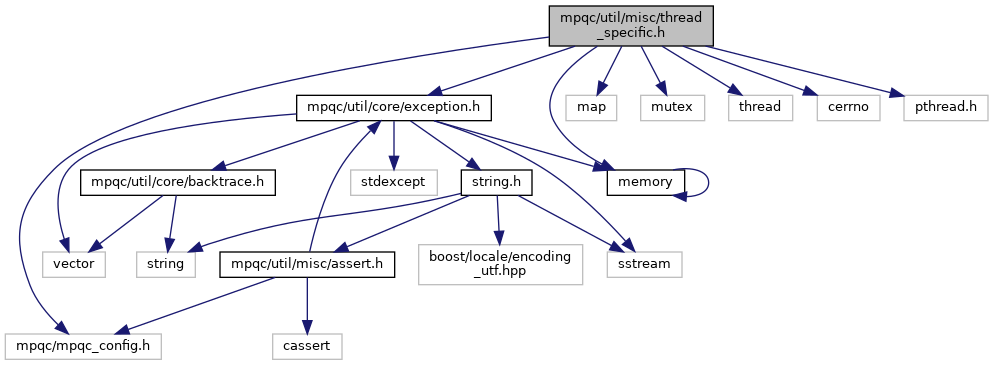 mpqc/util/misc/thread
_specific.h
mpqc/util/core/exception.h
map
mutex
thread
cerrno
pthread.h
mpqc/util/core/backtrace.h
stdexcept
string.h
memory
vector
string
mpqc/util/misc/assert.h
boost/locale/encoding
_utf.hpp
sstream
mpqc/mpqc_config.h
cassert